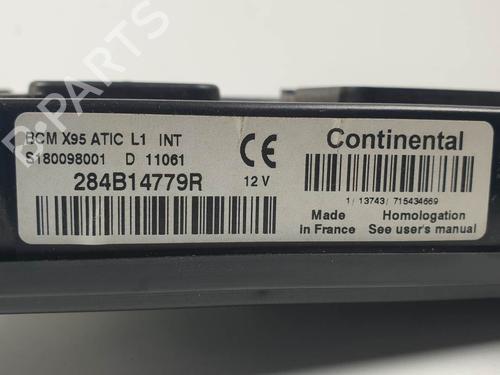 BCM X95 ATIC L1 INT
S180098001 D 11061
284B14779R
12 V
CE
Continental
1/ 13743/ 715434669
Made in France
Homologation See user's manual
B-PARTS